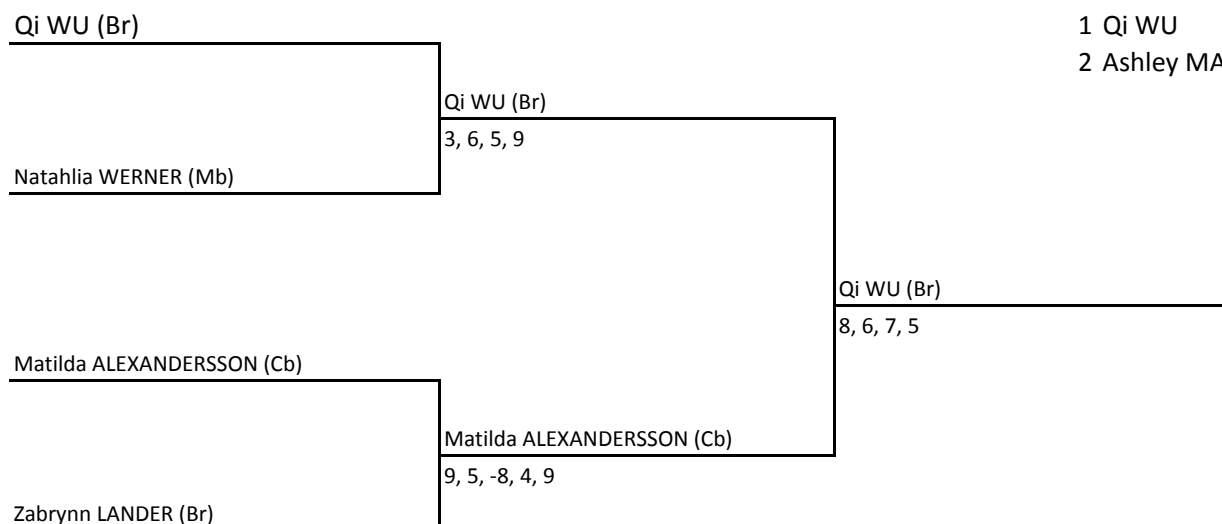 Qi WU (Br)
1 Qi WU
2 Ashley MA
Qi WU (Br)
3, 6, 5, 9
Natahlia WERNER (Mb)
Qi WU (Br)
8, 6, 7, 5
Matilda ALEXANDERSSON (Cb)
Matilda ALEXANDERSSON (Cb)
9, 5, -8, 4, 9
Zabrynn LANDER (Br)